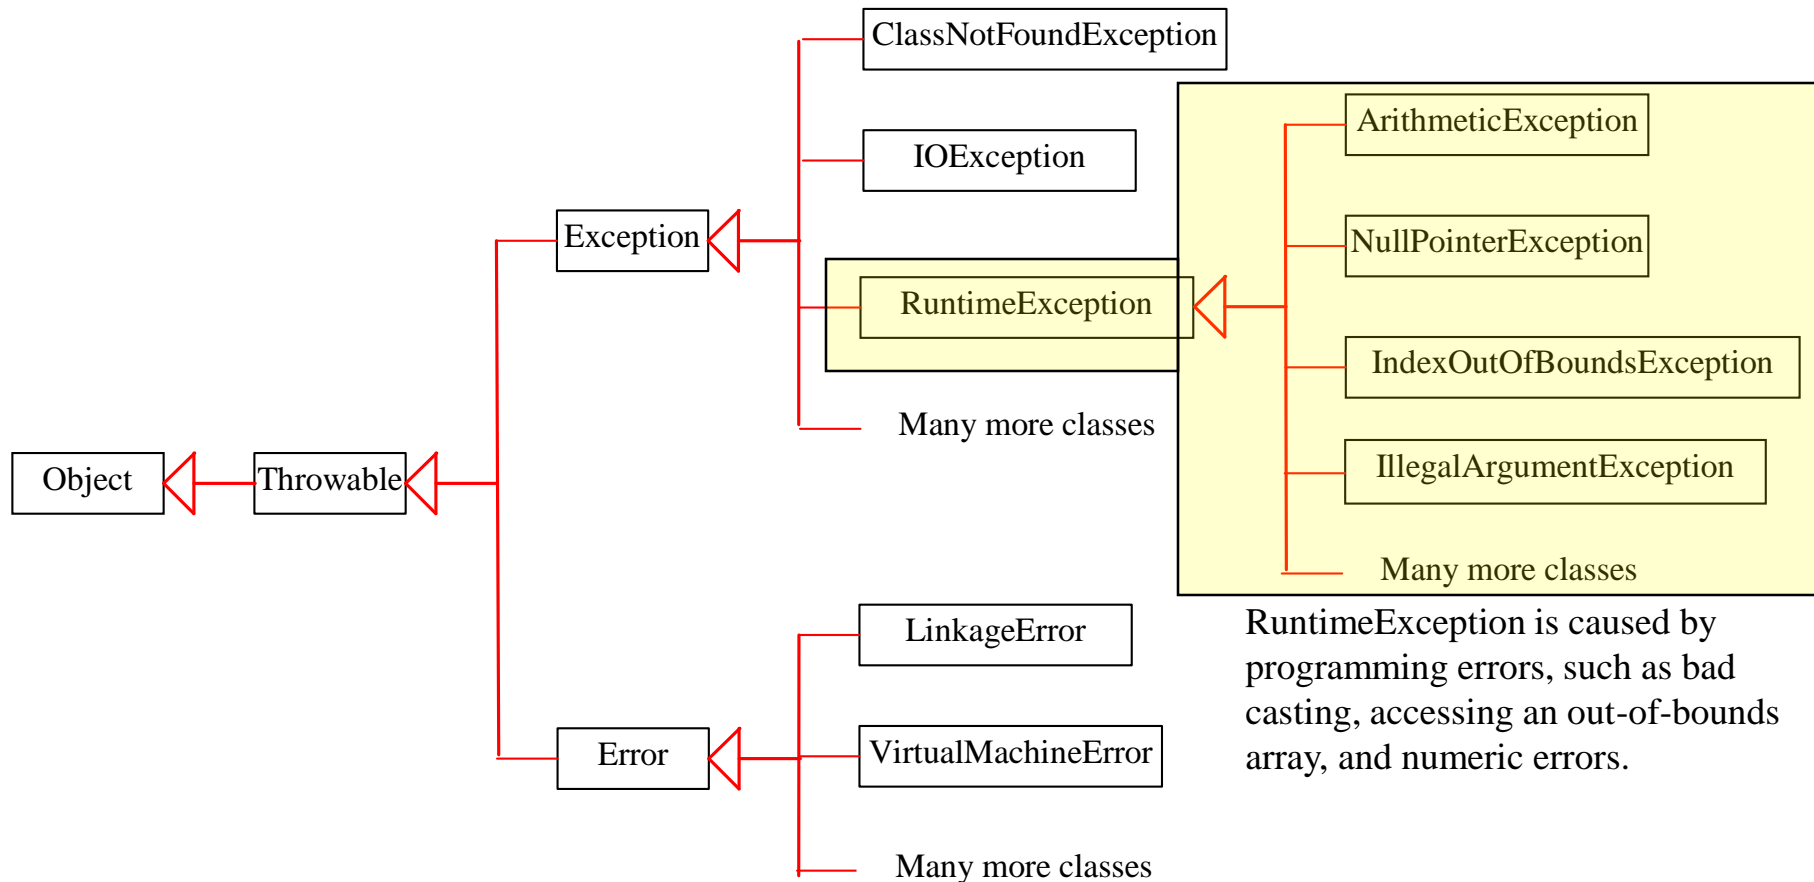 ClassNotFoundException
ArithmeticException
IOException
Exception
NullPointerException
RuntimeException
IndexOutOfBoundsException
Many more classes
Object
Throwable
IllegalArgumentException
Many more classes
LinkageError
RuntimeException is caused by
programming errors, such as bad
casting, accessing an out-of-bounds
array, and numeric errors.
Error
VirtualMachineError
Many more classes